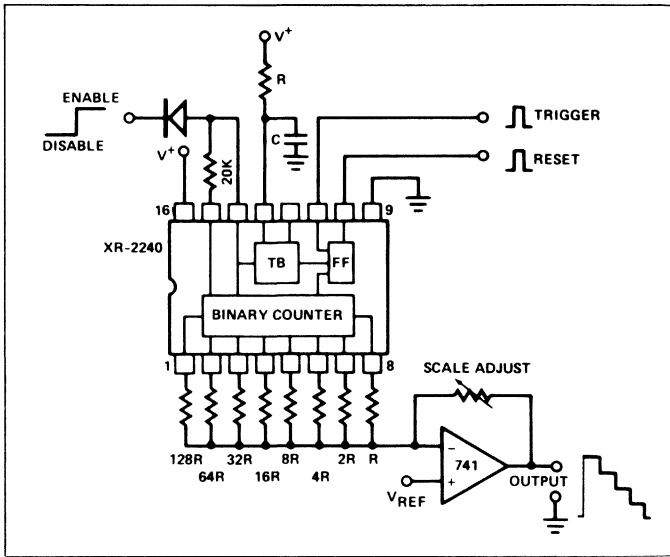 V+
R
ENABLE
DISABLE
C
TRIGGER
V+
20K
RESET
16
9
XR-2240
TB
FF
BINARY COUNTER
1
8
SCALE ADJUST
128R
64R
32R
16R
8R
4R
2R
R
−
741
+
VREF
OUTPUT